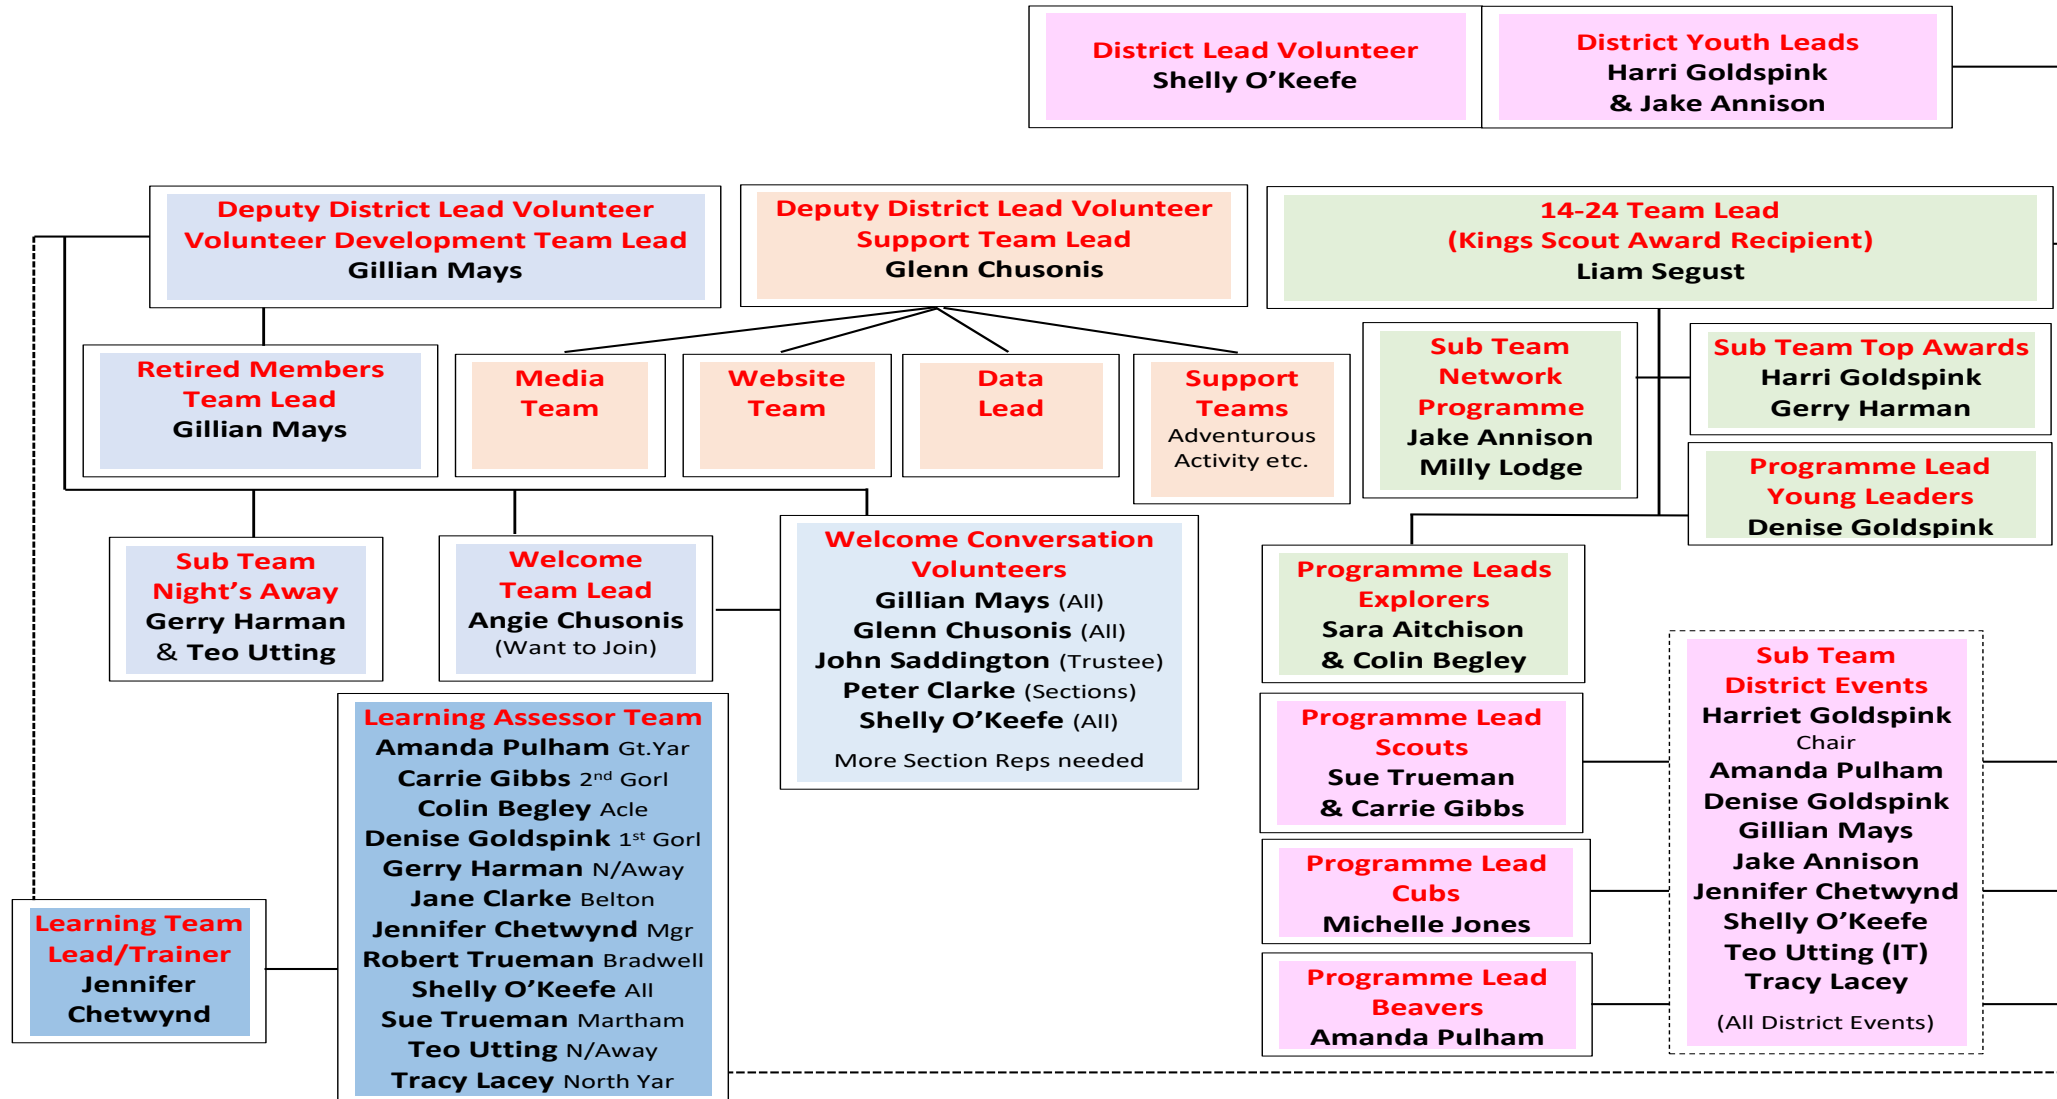 District Lead Volunteer
Shelly O’Keefe
District Youth Leads
Harri Goldspink
& Jake Annison
Deputy District Lead Volunteer
Volunteer Development Team Lead
Gillian Mays
Deputy District Lead Volunteer
Support Team Lead
Glenn Chusonis
14-24 Team Lead
(Kings Scout Award Recipient)
Liam Segust
Retired Members
Team Lead
Gillian Mays
Media
Team
Website
Team
Data
Lead
Support
Teams
Adventurous
Activity etc.
Sub Team
Network
Programme
Jake Annison
Milly Lodge
Sub Team Top Awards
Harri Goldspink
Gerry Harman
Programme Lead
Young Leaders
Denise Goldspink
Sub Team
Night’s Away
Gerry Harman
& Teo Utting
Welcome
Team Lead
Angie Chusonis
(Want to Join)
Welcome Conversation
Volunteers
Gillian Mays (All)
Glenn Chusonis (All)
John Saddington (Trustee)
Peter Clarke (Sections)
Shelly O’Keefe (All)
More Section Reps needed
Programme Leads
Explorers
Sara Aitchison
& Colin Begley
Learning Team
Lead/Trainer
Jennifer
Chetwynd
Learning Assessor Team
Amanda Pulham Gt.Yar
Carrie Gibbs 2nd Gorl
Colin Begley Acle
Denise Goldspink 1st Gorl
Gerry Harman N/Away
Jane Clarke Belton
Jennifer Chetwynd Mgr
Robert Trueman Bradwell
Shelly O’Keefe All
Sue Trueman Martham
Teo Utting N/Away
Tracy Lacey North Yar
Programme Lead
Scouts
Sue Trueman
& Carrie Gibbs
Programme Lead
Cubs
Michelle Jones
Programme Lead
Beavers
Amanda Pulham
Sub Team
District Events
Harriet Goldspink
Chair
Amanda Pulham
Denise Goldspink
Gillian Mays
Jake Annison
Jennifer Chetwynd
Shelly O’Keefe
Teo Utting (IT)
Tracy Lacey
(All District Events)